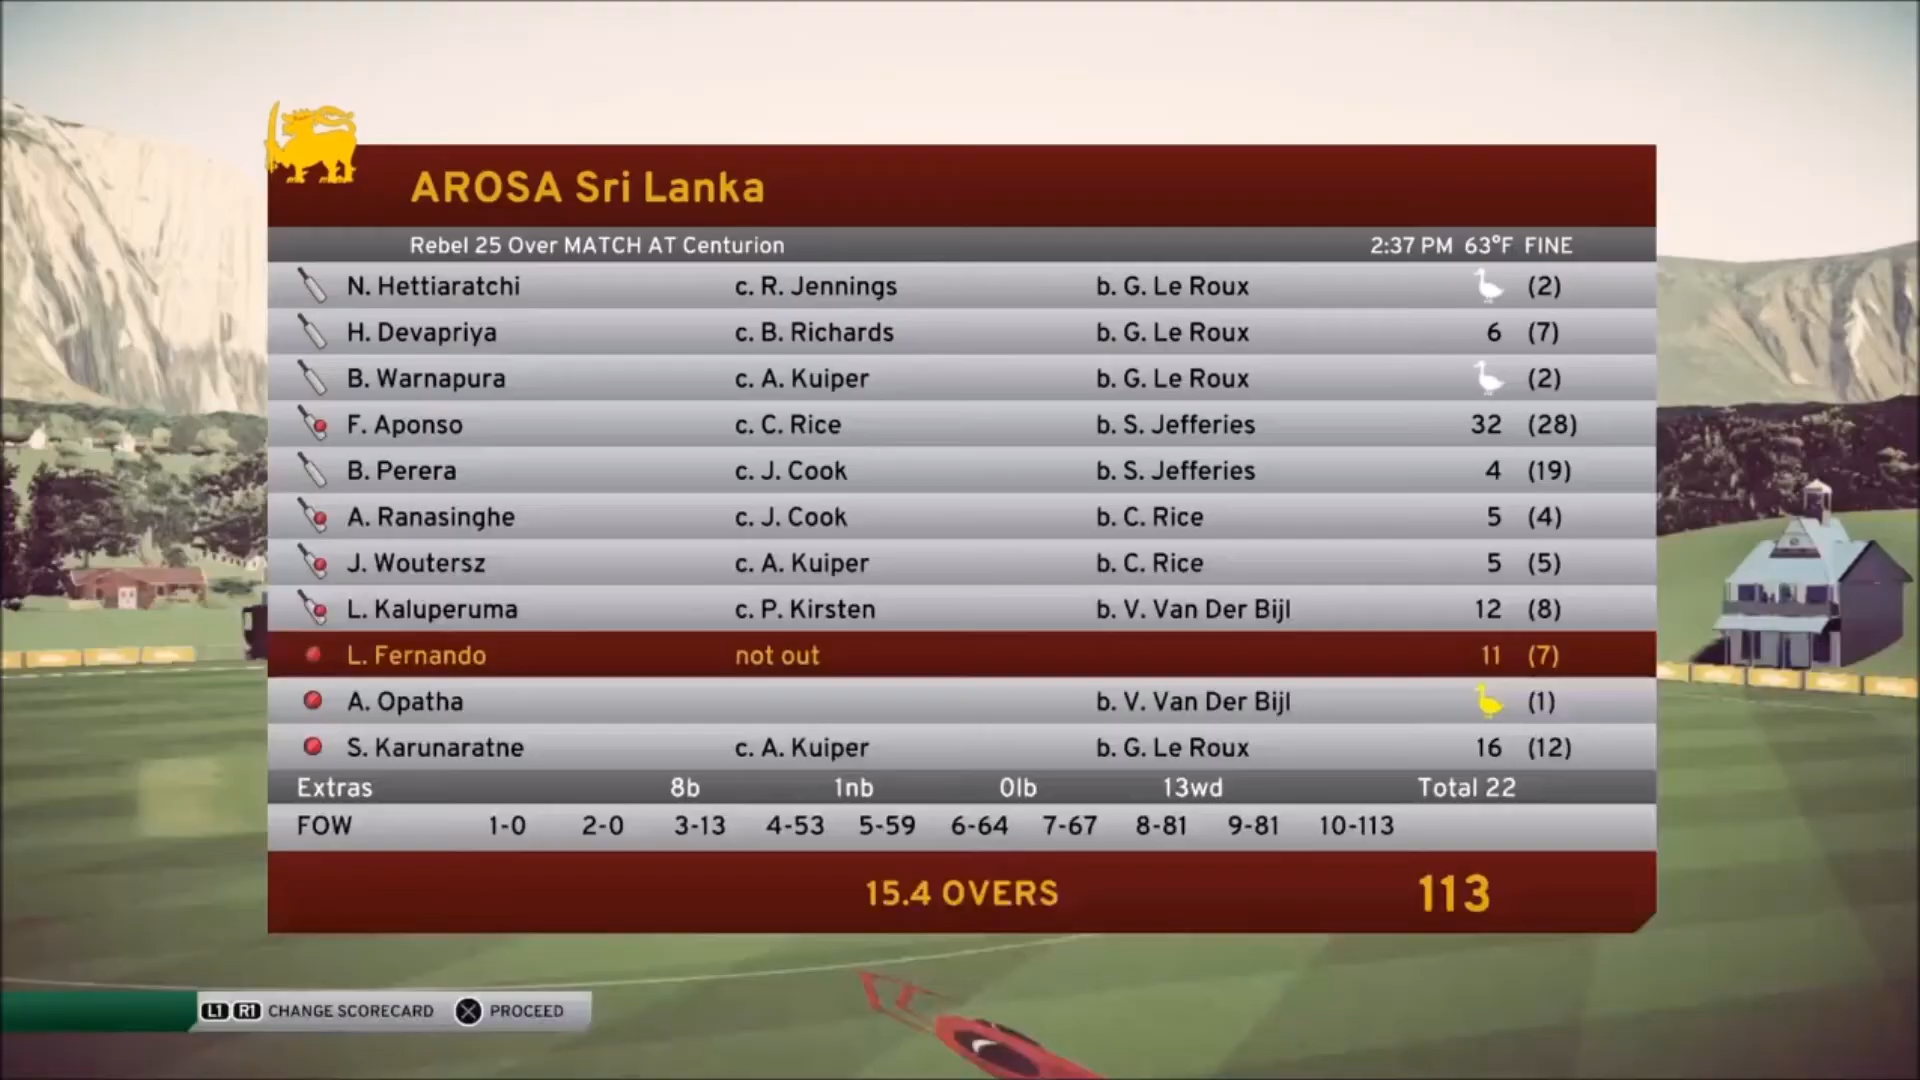 AROSA Sri Lanka
Rebel 25 Over MATCH AT Centurion 2:37 PM 63°F FINE
N. Hettiaratchi c. R. Jennings b. G. Le Roux (2)
H. Devapriya c. B. Richards b. G. Le Roux 6 (7)
B. Warnapura c. A. Kuiper b. G. Le Roux (2)
F. Aponso c. C. Rice b. S. Jefferies 32 (28)
B. Perera c. J. Cook b. S. Jefferies 4 (19)
A. Ranasinghe c. J. Cook b. C. Rice 5 (4)
J. Woutersz c. A. Kuiper b. C. Rice 5 (5)
L. Kaluperuma c. P. Kirsten b. V. Van Der Bijl 12 (8)
L. Fernando not out 11 (7)
A. Opatha b. V. Van Der Bijl (1)
S. Karunaratne c. A. Kuiper b. G. Le Roux 16 (12)
Extras 8b 1nb 0lb 13wd Total 22
FOW 1-0 2-0 3-13 4-53 5-59 6-64 7-67 8-81 9-81 10-113
15.4 OVERS 113
L1 R1 CHANGE SCORECARD PROCEED